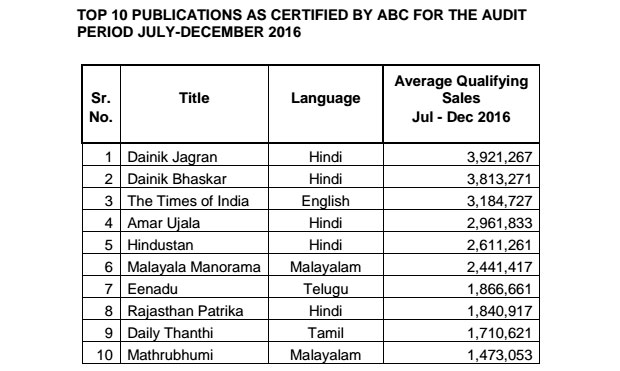 TOP 10 PUBLICATIONS AS CERTIFIED BY ABC FOR THE AUDIT
PERIOD JULY-DECEMBER 2016
Sr. No. Title Language Average Qualifying Sales Jul - Dec 2016
1 Dainik Jagran Hindi 3,921,267
2 Dainik Bhaskar Hindi 3,813,271
3 The Times of India English 3,184,727
4 Amar Ujala Hindi 2,961,833
5 Hindustan Hindi 2,611,261
6 Malayala Manorama Malayalam 2,441,417
7 Eenadu Telugu 1,866,661
8 Rajasthan Patrika Hindi 1,840,917
9 Daily Thanthi Tamil 1,710,621
10 Mathrubhumi Malayalam 1,473,053